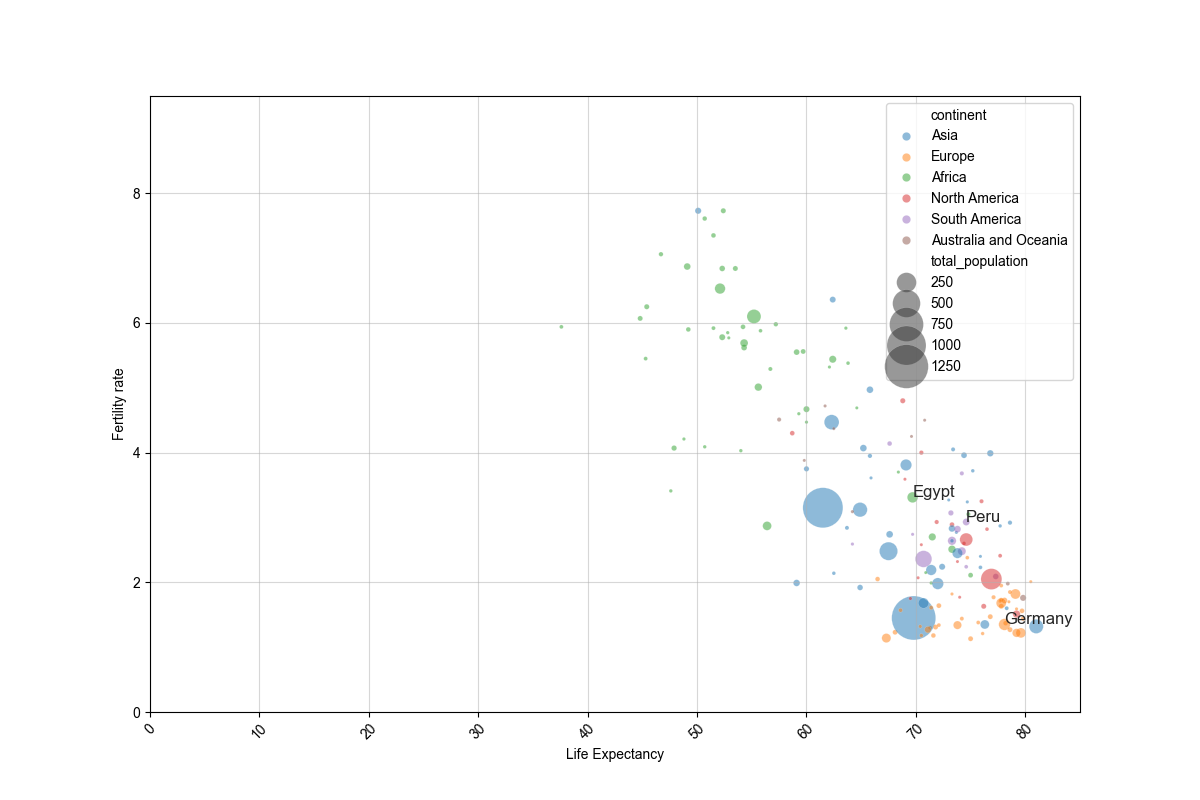 continent
Asia
Europe
Africa
North America
South America
Australia and Oceania
total_population
250
500
750
1000
1250
8
6
4
2
0
Fertility rate
Egypt
Peru
Germany
0
10
20
30
40
50
60
70
80
Life Expectancy